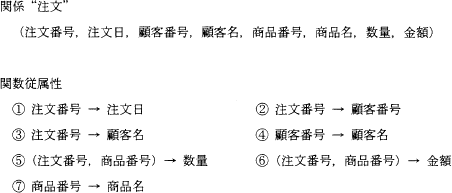 関係“注文”
（注文番号，注文日，顧客番号，顧客名，商品番号，商品名，数量，金額）
関数従属性
① 注文番号 → 注文日 ② 注文番号 → 顧客番号
③ 注文番号 → 顧客名 ④ 顧客番号 → 顧客名
⑤（注文番号，商品番号）→ 数量 ⑥（注文番号，商品番号）→ 金額
⑦ 商品番号 → 商品名